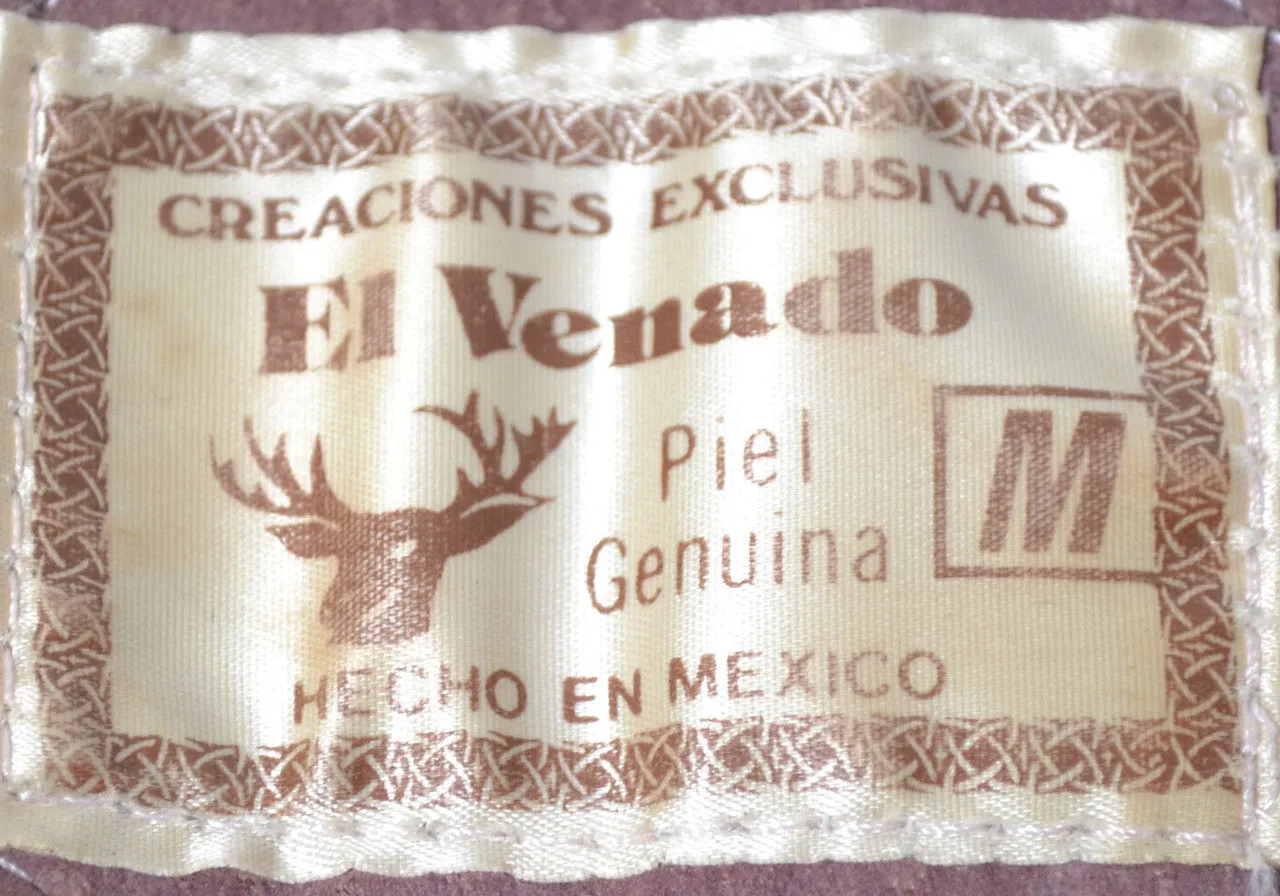 CREACIONES EXCLUSIVAS
El Venado
Piel
Genuina
M
HECHO EN MEXICO